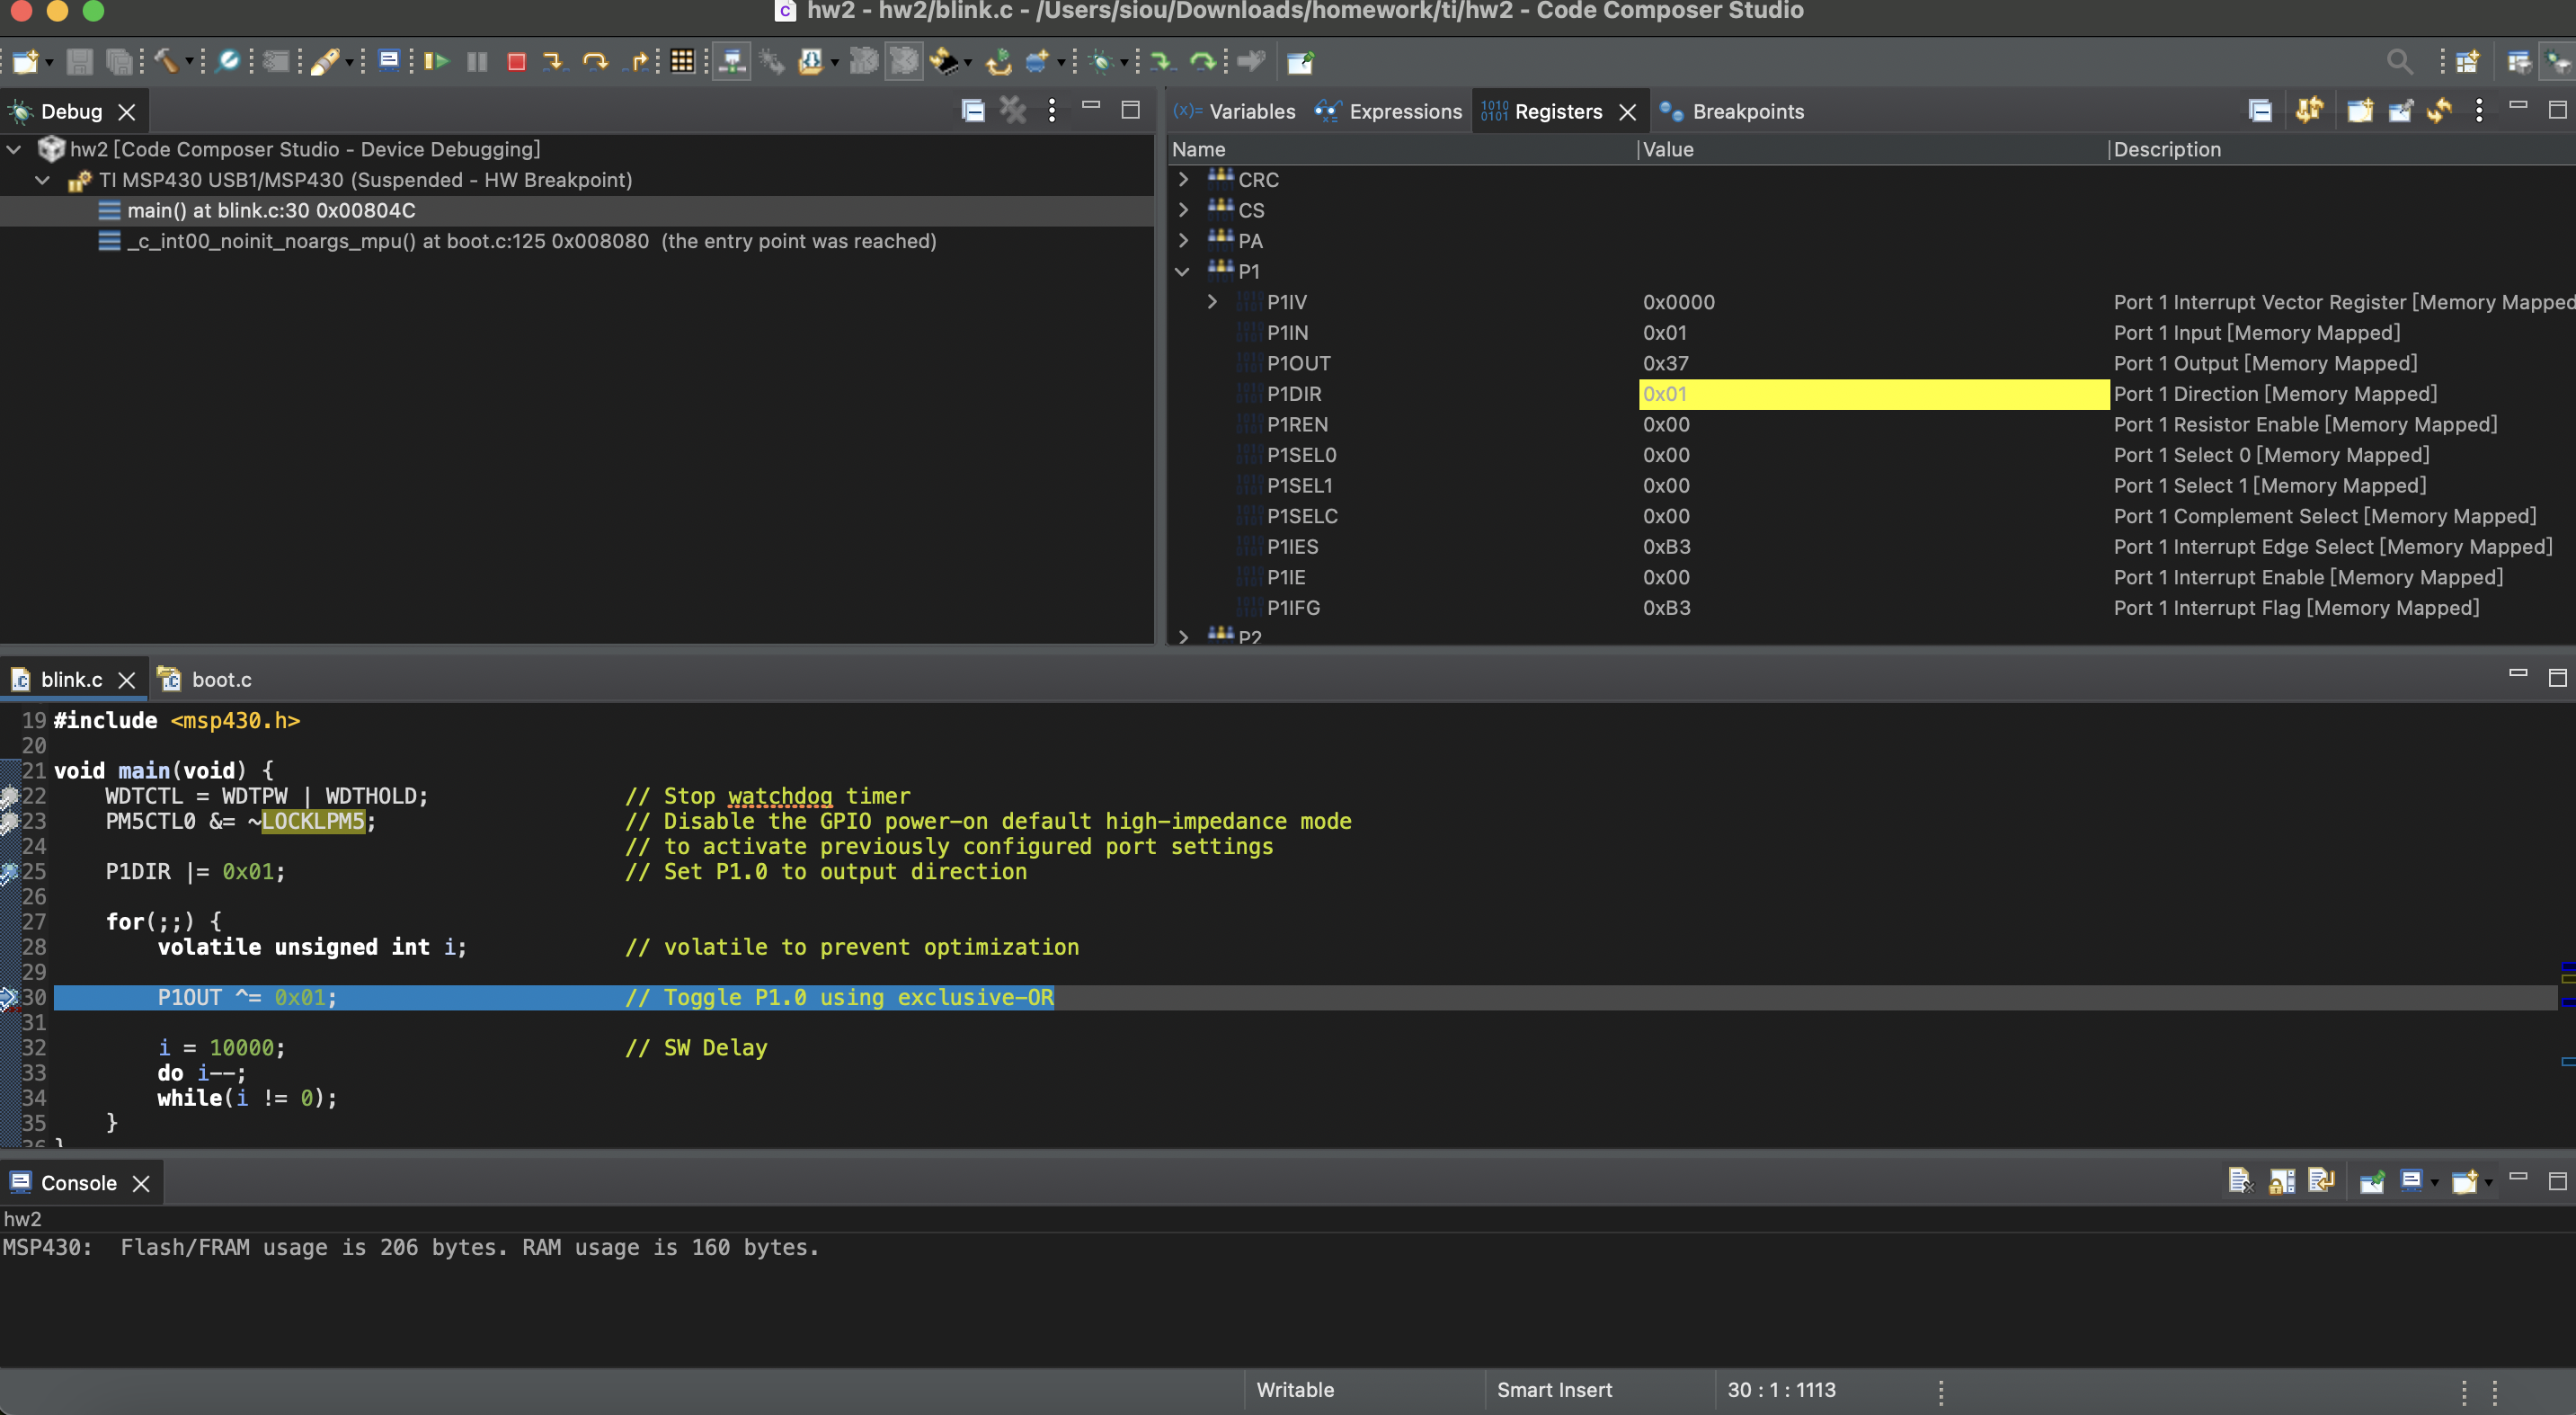 hw2 - hw2/blink.c - /Users/siou/Downloads/homework/ti/hw2 - Code Composer Studio
Debug
hw2 [Code Composer Studio - Device Debugging]
TI MSP430 USB1/MSP430 (Suspended - HW Breakpoint)
main() at blink.c:30 0x00804C
_c_int00_noinit_noargs_mpu() at boot.c:125 0x008080 (the entry point was reached)
(x)= Variables Expressions Registers Breakpoints
Name Value Description
CRC
CS
PA
P1
P1IV 0x0000 Port 1 Interrupt Vector Register [Memory Mapped
P1IN 0x01 Port 1 Input [Memory Mapped]
P1OUT 0x37 Port 1 Output [Memory Mapped]
P1DIR 0x01 Port 1 Direction [Memory Mapped]
P1REN 0x00 Port 1 Resistor Enable [Memory Mapped]
P1SEL0 0x00 Port 1 Select 0 [Memory Mapped]
P1SEL1 0x00 Port 1 Select 1 [Memory Mapped]
P1SELC 0x00 Port 1 Complement Select [Memory Mapped]
P1IES 0xB3 Port 1 Interrupt Edge Select [Memory Mapped]
P1IE 0x00 Port 1 Interrupt Enable [Memory Mapped]
P1IFG 0xB3 Port 1 Interrupt Flag [Memory Mapped]
P2
blink.c boot.c
19 #include <msp430.h>
20
21 void main(void) {
22 WDTCTL = WDTPW | WDTHOLD; // Stop watchdog timer
23 PM5CTL0 &= ~LOCKLPM5; // Disable the GPIO power-on default high-impedance mode
24 // to activate previously configured port settings
25 P1DIR |= 0x01; // Set P1.0 to output direction
26
27 for(;;) {
28 volatile unsigned int i; // volatile to prevent optimization
29
30 P1OUT ^= 0x01; // Toggle P1.0 using exclusive-OR
31
32 i = 10000; // SW Delay
33 do i--;
34 while(i != 0);
35 }
36 }
Console
hw2
MSP430: Flash/FRAM usage is 206 bytes. RAM usage is 160 bytes.
Writable Smart Insert 30 : 1 : 1113